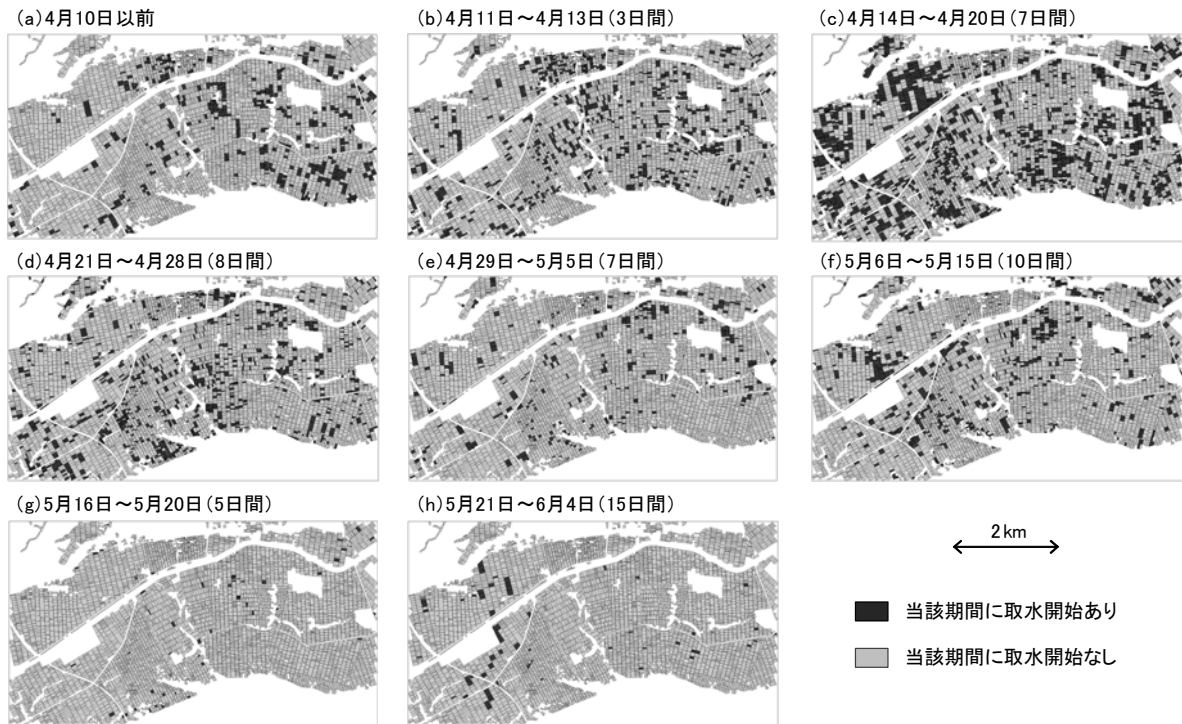 (a)4月10日以前
(b)4月11日～4月13日(3日間)
(c)4月14日～4月20日(7日間)
(d)4月21日～4月28日(8日間)
(e)4月29日～5月5日(7日間)
(f)5月6日～5月15日(10日間)
(g)5月16日～5月20日(5日間)
(h)5月21日～6月4日(15日間)
2km
当該期間に取水開始あり
当該期間に取水開始なし